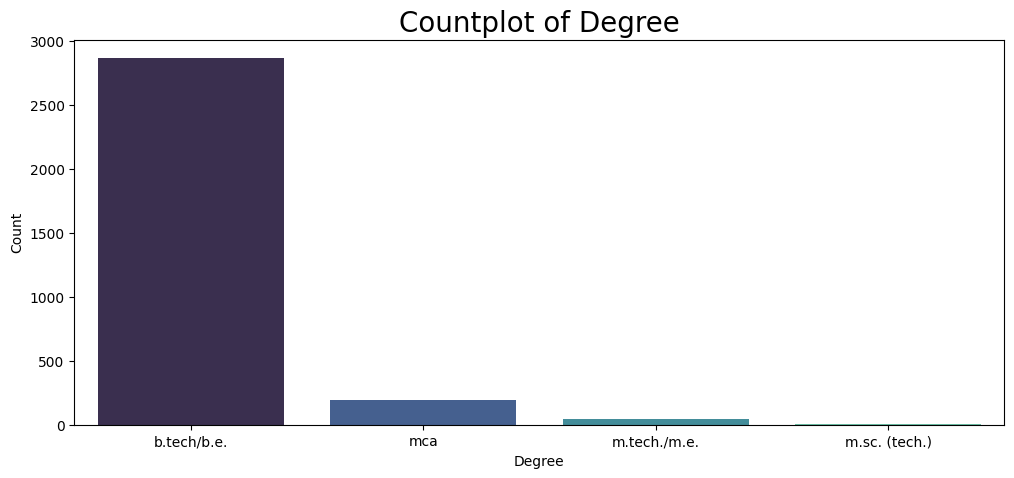 Countplot of Degree
3000
2500
2000
1500
1000
500
0
Count
b.tech/b.e.
mca
m.tech./m.e.
m.sc. (tech.)
Degree